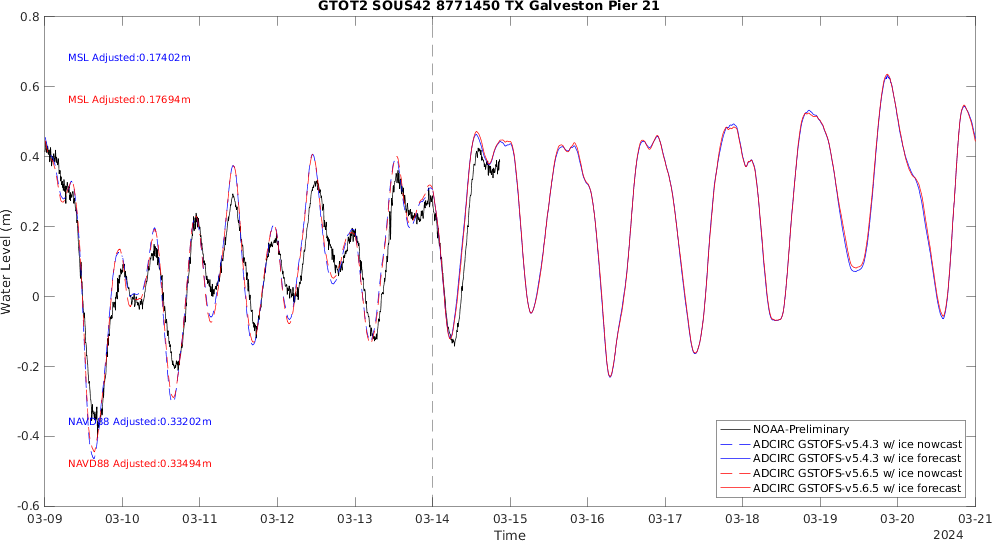 GTOT2 SOUS42 8771450 TX Galveston Pier 21
0.8
0.6
0.4
0.2
0
-0.2
-0.4
-0.6
Water Level (m)
MSL Adjusted:0.17402m
MSL Adjusted:0.17694m
NAVD88 Adjusted:0.33202m
NAVD88 Adjusted:0.33494m
NOAA-Preliminary
ADCIRC GSTOFS-v5.4.3 w/ ice nowcast
ADCIRC GSTOFS-v5.4.3 w/ ice forecast
ADCIRC GSTOFS-v5.6.5 w/ ice nowcast
ADCIRC GSTOFS-v5.6.5 w/ ice forecast
03-09 03-10 03-11 03-12 03-13 03-14 03-15 03-16 03-17 03-18 03-19 03-20 03-21
Time
2024